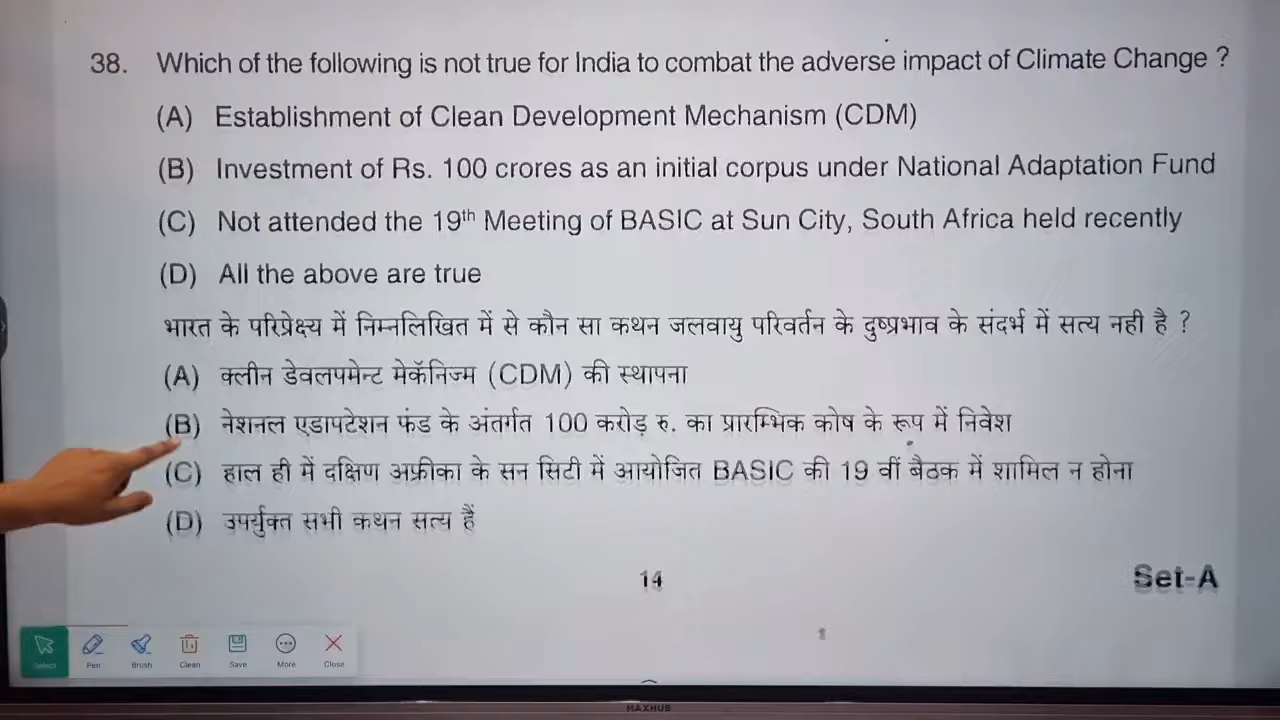 38. Which of the following is not true for India to combat the adverse impact of Climate Change ?
(A) Establishment of Clean Development Mechanism (CDM)
(B) Investment of Rs. 100 crores as an initial corpus under National Adaptation Fund
(C) Not attended the 19th Meeting of BASIC at Sun City, South Africa held recently
(D) All the above are true
भारत के परिप्रेक्ष्य में निम्नलिखित में से कौन सा कथन जलवायु परिवर्तन के दुष्प्रभाव के संदर्भ में सत्य नही है ?
(A) क्लीन डेवलपमेन्ट मेकॅनिज्म (CDM) की स्थापना
(B) नेशनल एडापटेशन फंड के अंतर्गत 100 करोड़ रु. का प्रारम्भिक कोष के रूप में निवेश
(C) हाल ही में दक्षिण अफ्रीका के सन सिटी में आयोजित BASIC की 19 वीं बैठक में शामिल न होना
(D) उपर्युक्त सभी कथन सत्य हैं
14 Set-A
Select Pen Brush Clean Save More Close
MAXHUB